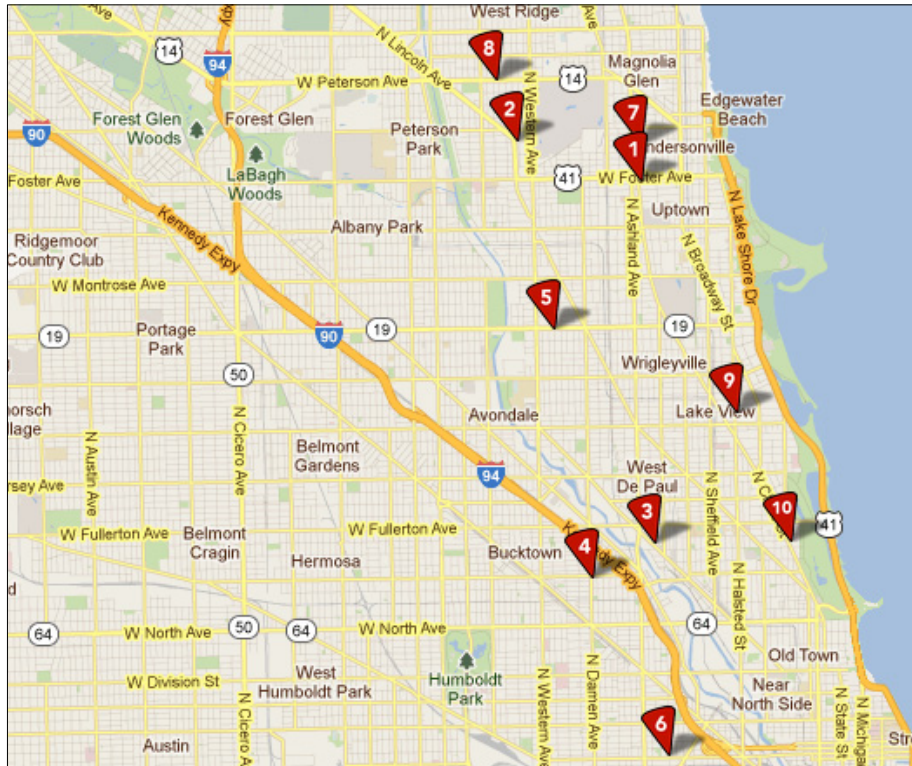 West Ridge
Ave
14
N Lincoln Ave
8
94
W Peterson Ave
14
Magnolia
Glen
N Western Ave
Edgewater
Beach
Forest Glen
Woods
Forest Glen
2
7
90
Peterson
Park
1
ndersonville
LaBagh
Woods
Foster Ave
41
W Foster Ave
Kennedy Expy
Albany Park
Uptown
N Lake Shore Dr
N Ashland Ave
N Broadway St
Ridgemoor
Country Club
W Montrose Ave
5
Portage
Park
19
90
19
19
Wrigleyville
50
9
Lake View
Avondale
N Austin Ave
N Cicero Ave
Belmont
Gardens
94
West
De Paul
N Sheffield Ave
sey Ave
3
10
41
W Fullerton Ave
Belmont
Cragin
W Fullerton Ave
Hermosa
Bucktown
4
Expy
N Halsted St
64
64
W North Ave
50
64
W North Ave
Old Town
West
Humboldt Park
Humboldt
Park
W Division St
N Western Ave
N Damen Ave
Near
North Side
N State St
N Michigan
N Cicero A
6
Austin